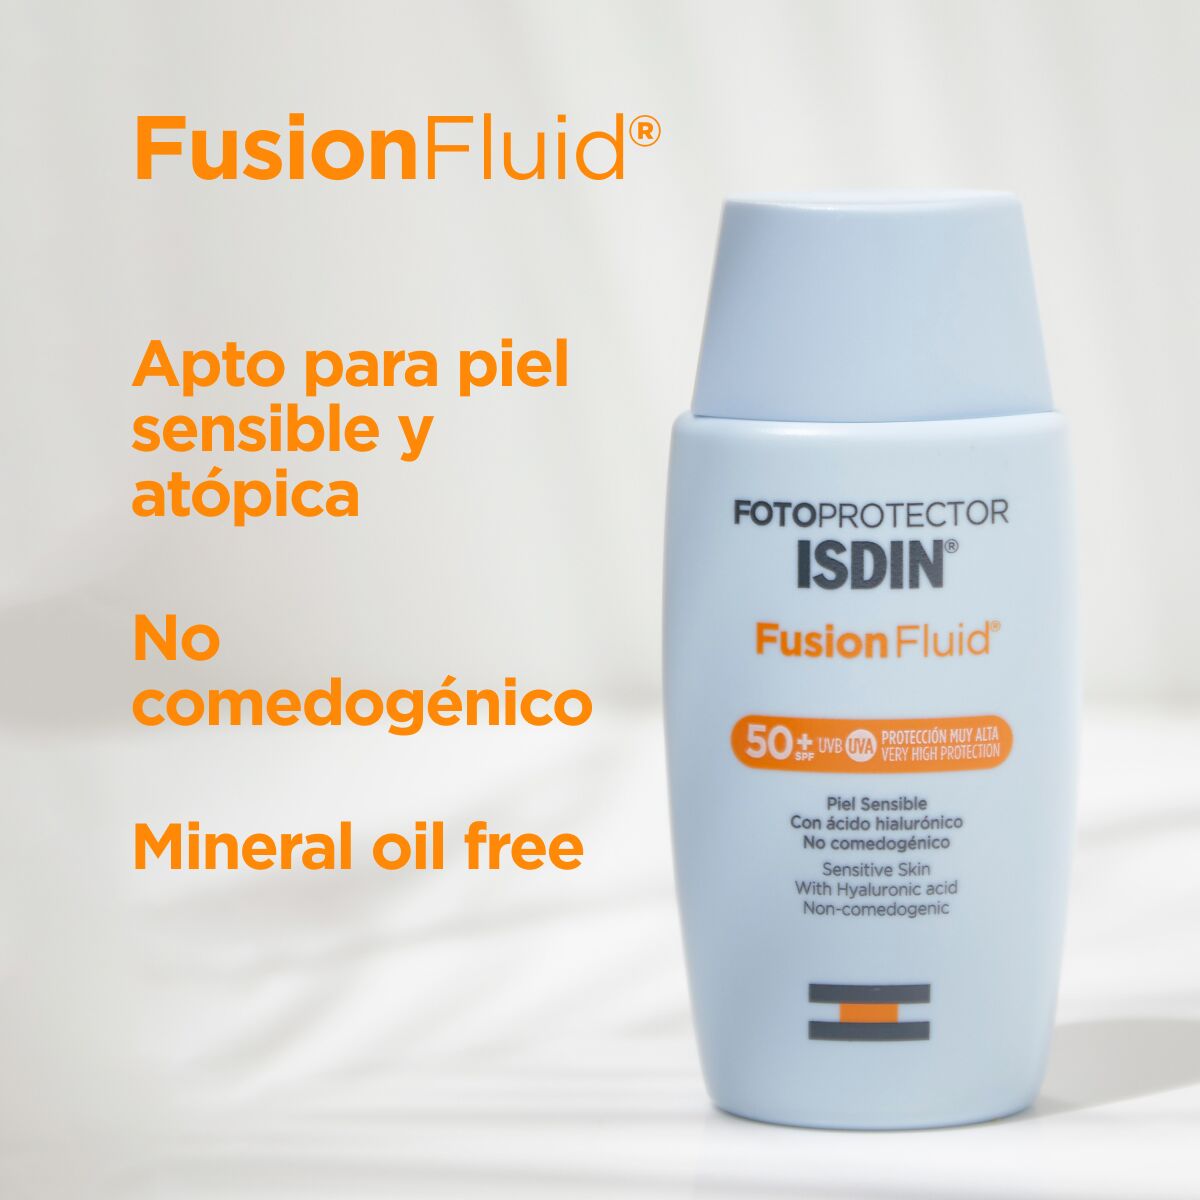 FusionFluid®
Apto para piel
sensible y
atópica
No
comedogénico
Mineral oil free
FOTOPROTECTOR
ISDIN®
Fusion Fluid®
50+ SPF UVB UVA PROTECCIÓN MUY ALTA
VERY HIGH PROTECTION
Piel Sensible
Con ácido hialurónico
No comedogénico
Sensitive Skin
With Hyaluronic acid
Non-comedogenic